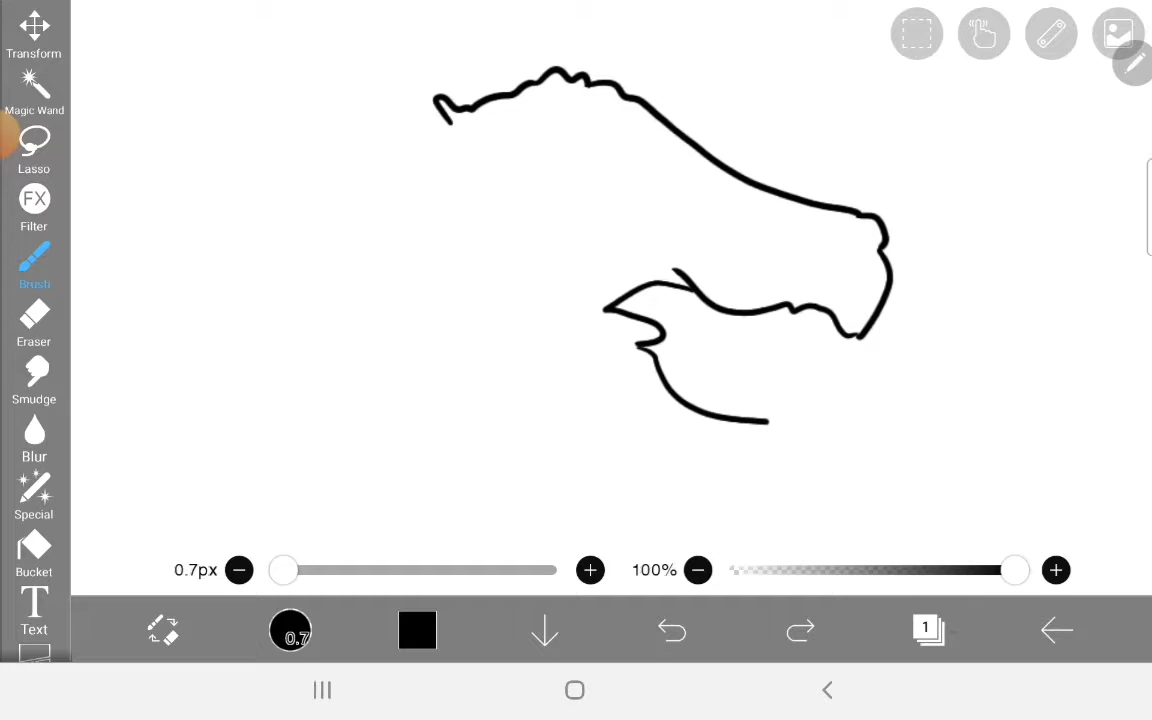 Transform
Magic Wand
Lasso
FX
Filter
Brush
Eraser
Smudge
Blur
Special
Bucket
T
Text
0.7px
100%
0.7
1